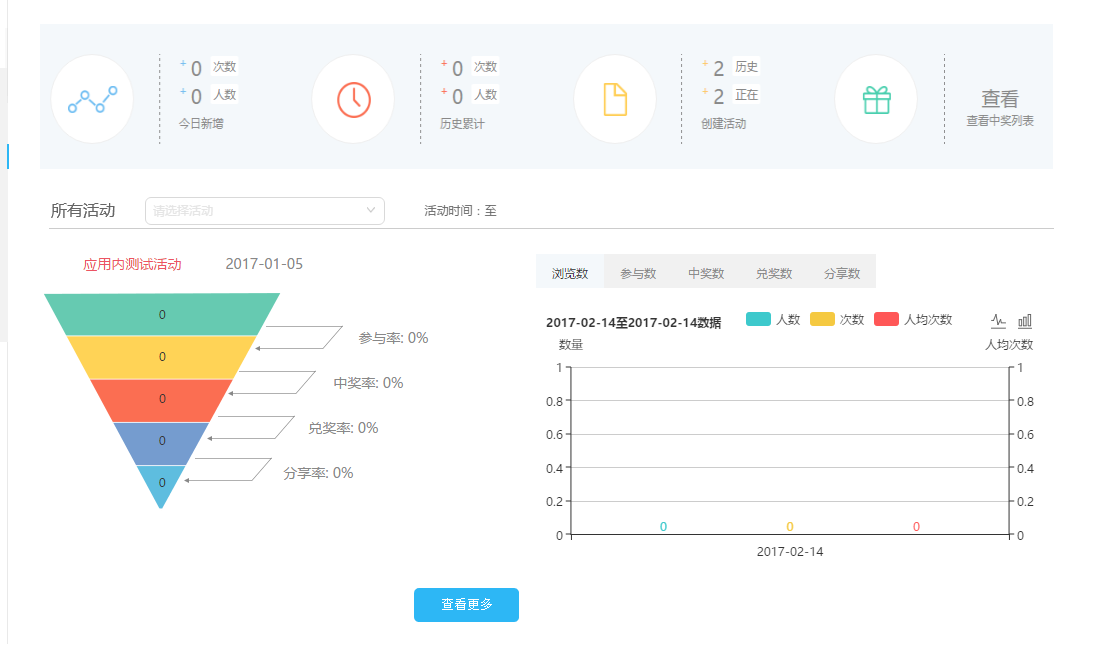 +0 次数
+0 人数
今日新增
+0 次数
+0 人数
历史累计
+2 历史
+2 正在
创建活动
查看
查看中奖列表
所有活动 请选择活动 活动时间：至
应用内测试活动 2017-01-05
0
0
0
0
0
参与率: 0%
中奖率: 0%
兑奖率: 0%
分享率: 0%
浏览数 参与数 中奖数 兑奖数 分享数
2017-02-14至2017-02-14数据 人数 次数 人均次数
数量 人均次数
1 1
0.8 0.8
0.6 0.6
0.4 0.4
0.2 0.2
0 0 0
0 0
2017-02-14
查看更多